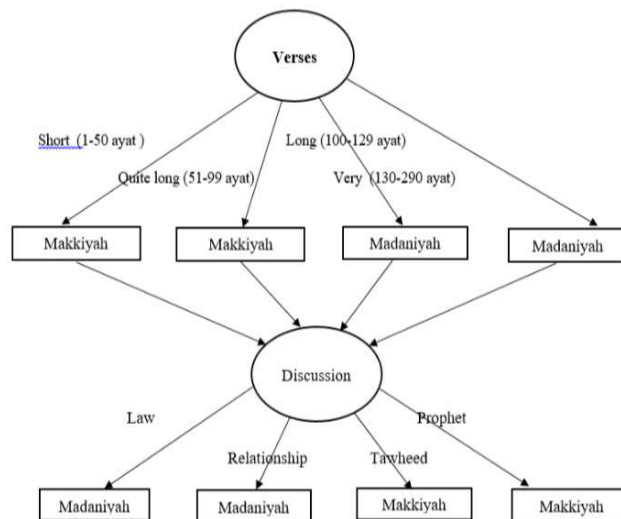 Verses
Short (1-50 ayat )
Long (100-129 ayat)
Quite long (51-99 ayat)
Very (130-290 ayat)
Makkiyah
Makkiyah
Madaniyah
Madaniyah
Discussion
Law
Prophet
Relationship
Tawheed
Madaniyah
Madaniyah
Makkiyah
Makkiyah